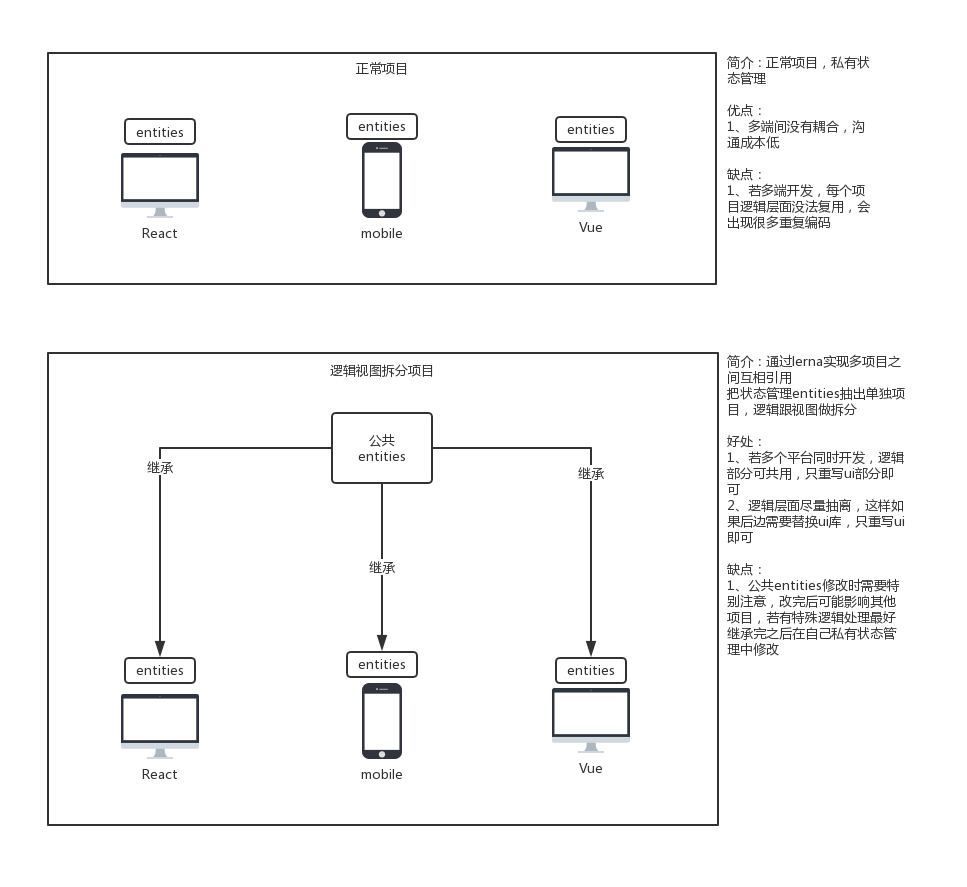 正常项目
entities
entities
entities
React
mobile
Vue
简介：正常项目，私有状
态管理
优点：
1、多端间没有耦合，沟
通成本低
缺点：
1、若多端开发，每个项
目逻辑层面没法复用，会
出现很多重复编码
逻辑视图拆分项目
公共
entities
继承
继承
继承
entities
entities
entities
React
mobile
Vue
简介：通过lerna实现多项目之
间互相引用
把状态管理entities抽出单独项
目，逻辑跟视图做拆分
好处：
1、若多个平台同时开发，逻辑
部分可共用，只重写ui部分即
可
2、逻辑层面尽量抽离，这样如
果后边需要替换ui库，只重写ui
即可
缺点：
1、公共entities修改时需要特
别注意，改完后可能影响其他
项目，若有特殊逻辑处理最好
继承完之后在自己私有状态管
理中修改